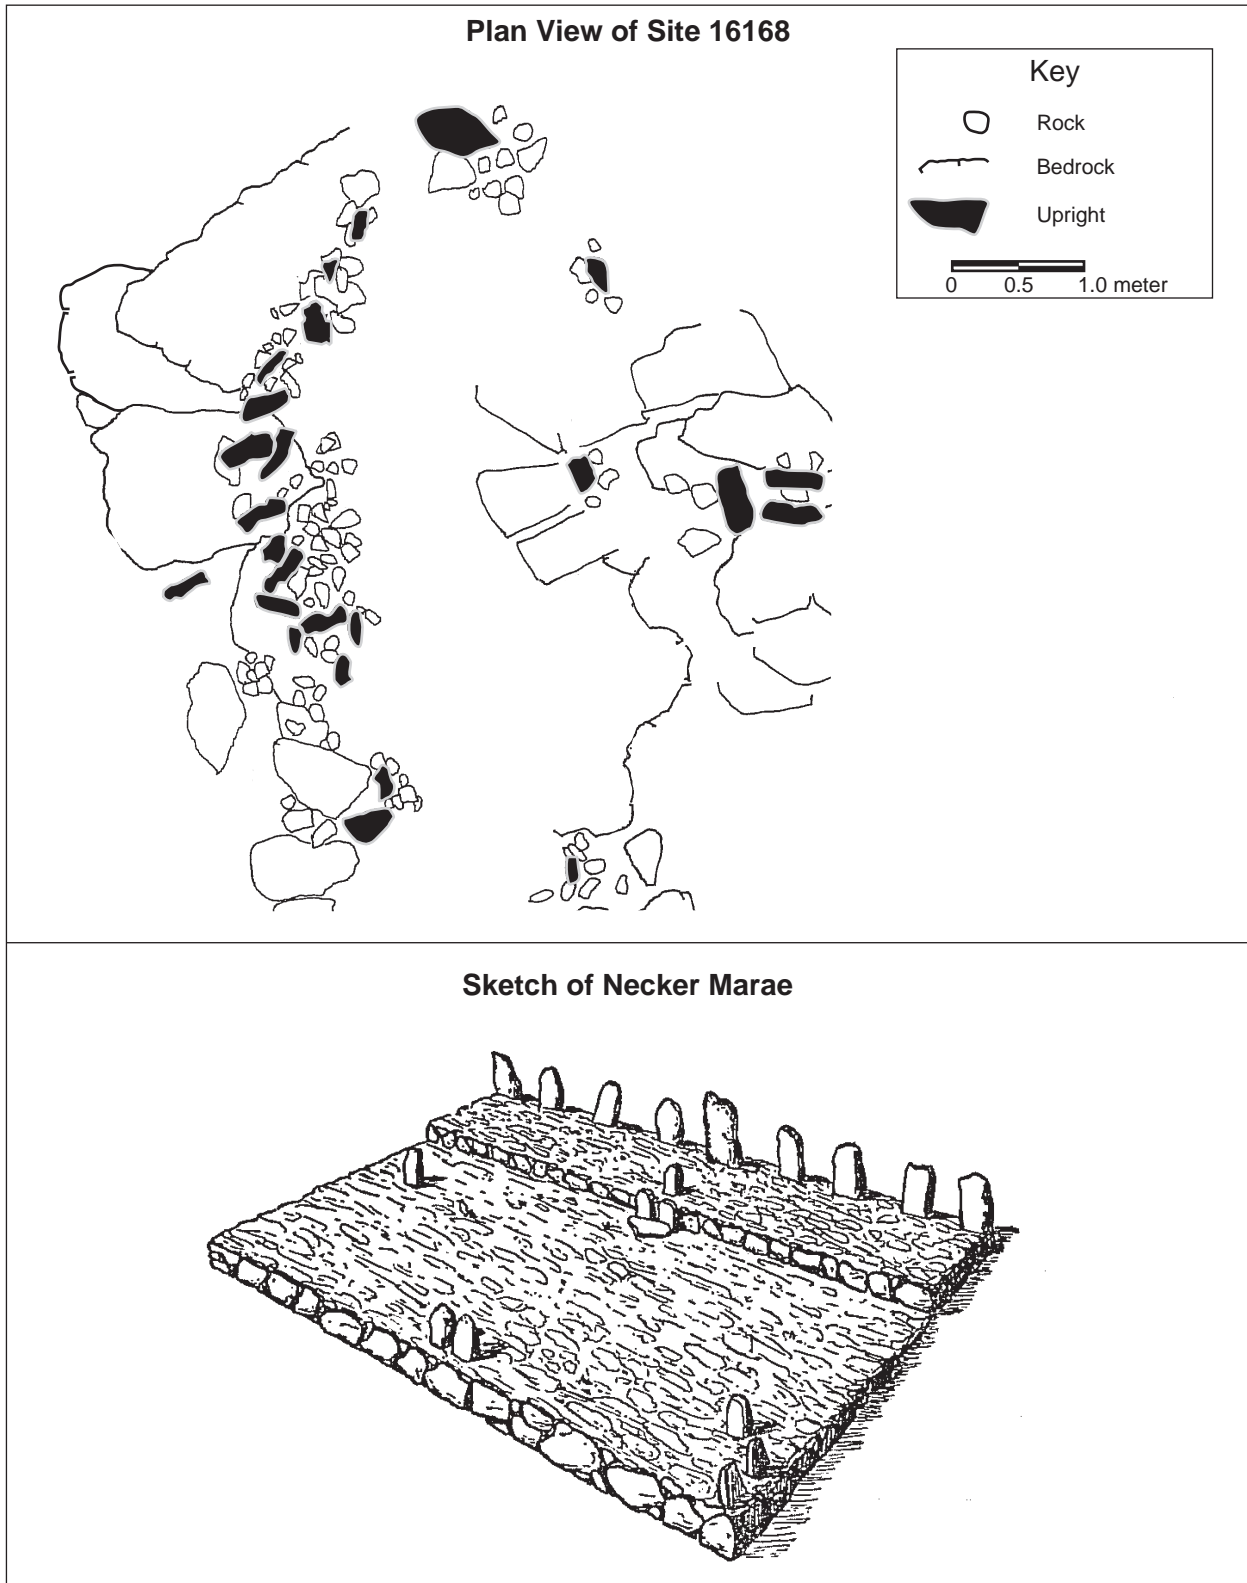 Plan View of Site 16168
Key
Rock
Bedrock
Upright
0 0.5 1.0 meter
Sketch of Necker Marae